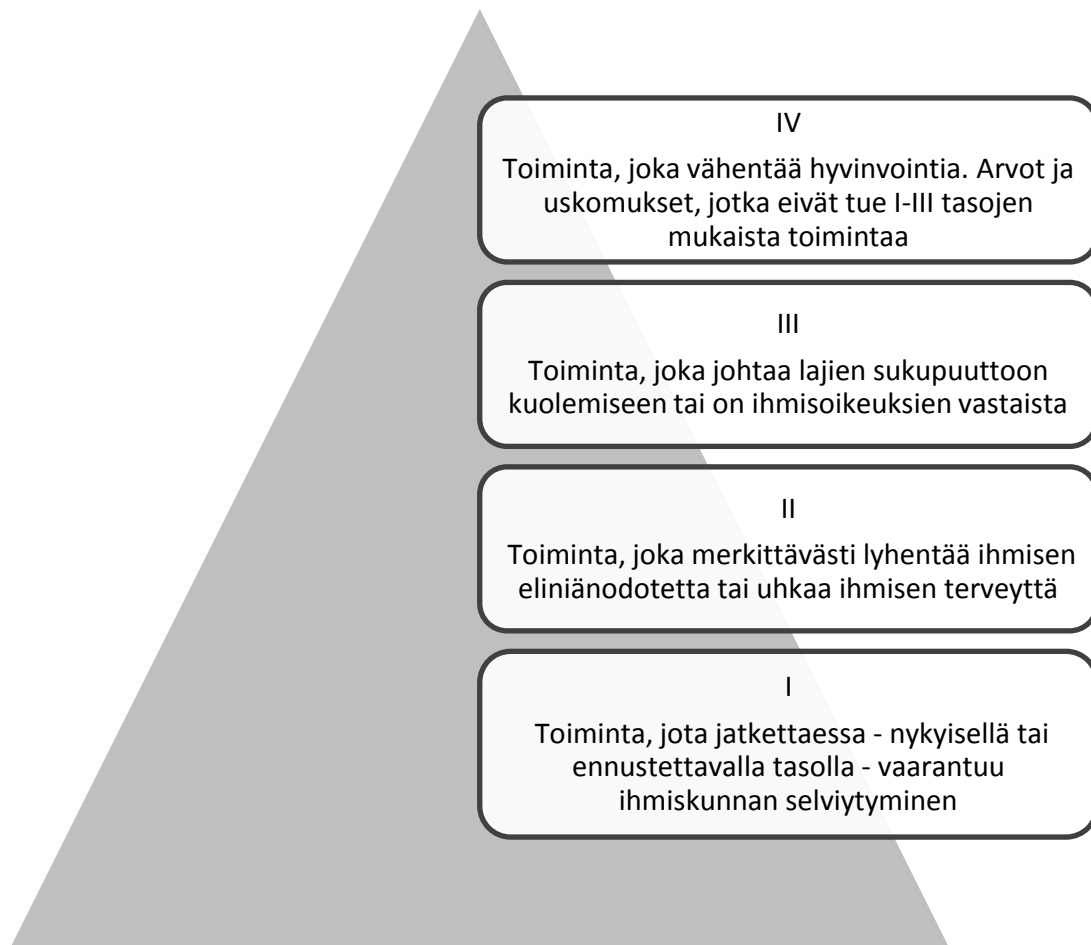 IV
Toiminta, joka vähentää hyvinvointia. Arvot ja
uskomukset, jotka eivät tue I-III tasojen
mukaista toimintaa
III
Toiminta, joka johtaa lajien sukupuuttoon
kuolemiseen tai on ihmisoikeuksien vastaista
II
Toiminta, joka merkittävästi lyhentää ihmisen
eliniänodotetta tai uhkaa ihmisen terveyttä
I
Toiminta, jota jatkettaessa - nykyisellä tai
ennustettavalla tasolla - vaarantuu
ihmiskunnan selviytyminen